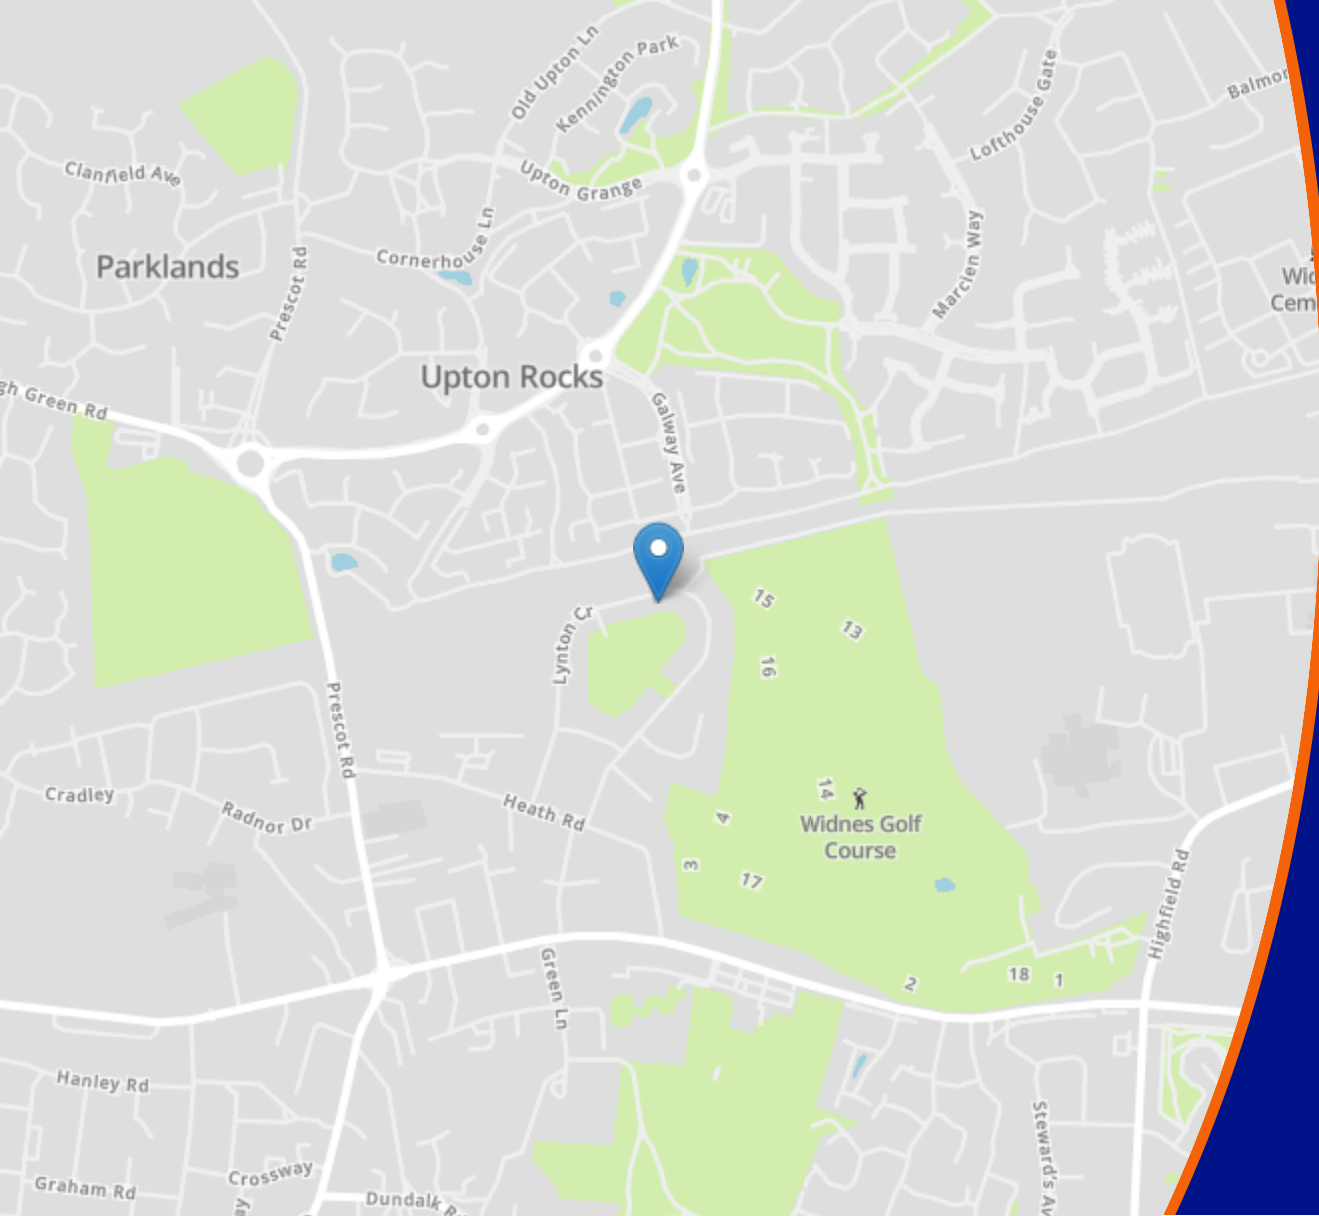 Old Upton Ln
Kennington Park
Balmor
Lofthouse Gate
Clanfield Ave
Upton Grange
Cornerhouse Ln
Marcien Way
Parklands
Prescot Rd
Wid
Cem
Upton Rocks
gh Green Rd
Galway Ave
15
13
Lynton Cr
16
Prescot Rd
14
Cradley
Radnor Dr
Heath Rd
4
Widnes Golf
Course
3
17
Highfield Rd
Green Ln
2
18
1
Hanley Rd
Steward's Av
Crossway
Graham Rd
Dundalk R
ay